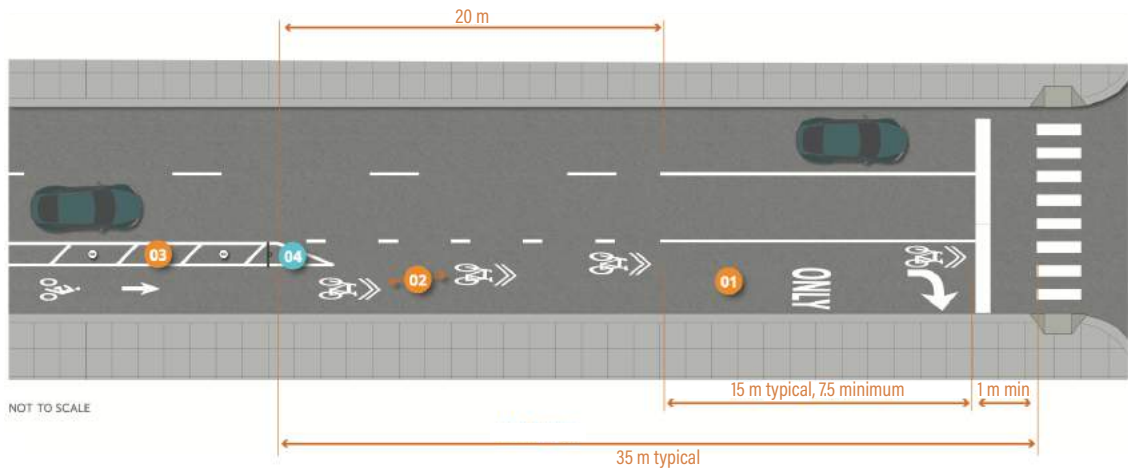 20 m
03
04
02
01
ONLY
15 m typical, 7.5 minimum
1 m min
NOT TO SCALE
35 m typical